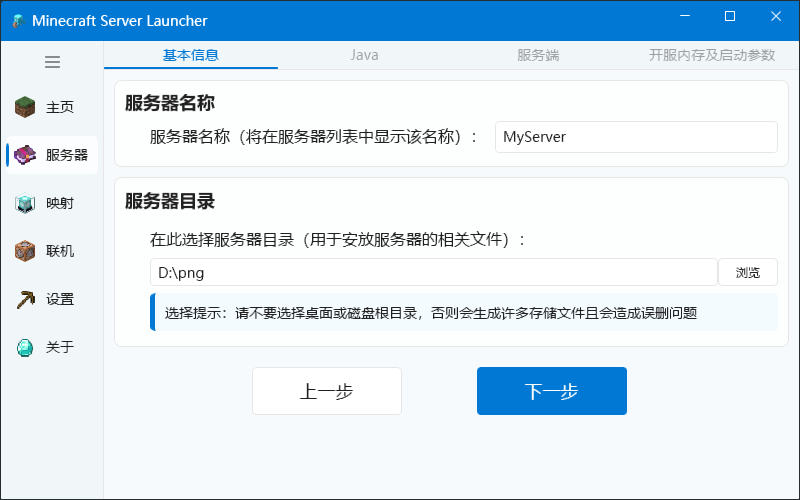 Minecraft Server Launcher
基本信息
Java
服务端
开服内存及启动参数
主页
服务器
映射
联机
设置
关于
服务器名称
服务器名称（将在服务器列表中显示该名称）： MyServer
服务器目录
在此选择服务器目录（用于安放服务器的相关文件）：
D:\png
浏览
选择提示：请不要选择桌面或磁盘根目录，否则会生成许多存储文件且会造成误删问题
上一步
下一步